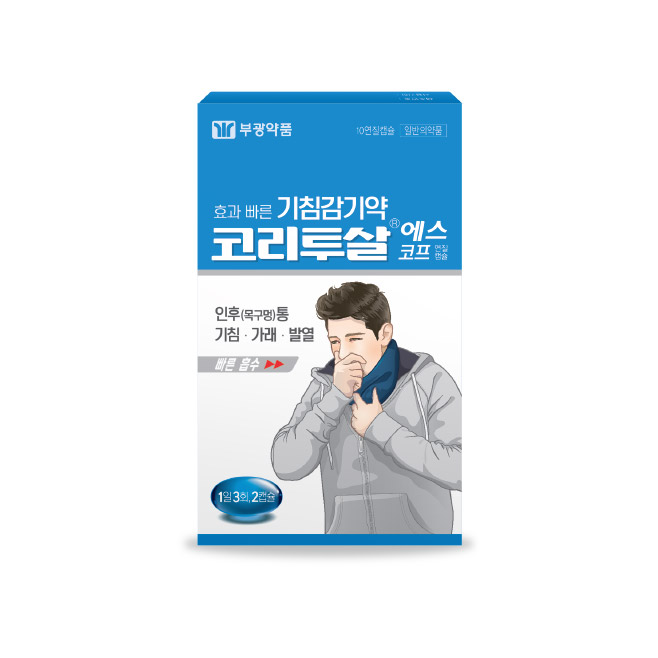 부광약품
10연질캡슐 일반의약품
효과 빠른 기침감기약
코리투살® 에스
코프 연질
캡슐
인후(목구멍)통
기침 · 가래 · 발열
빠른 흡수
1일 3회, 2캡슐